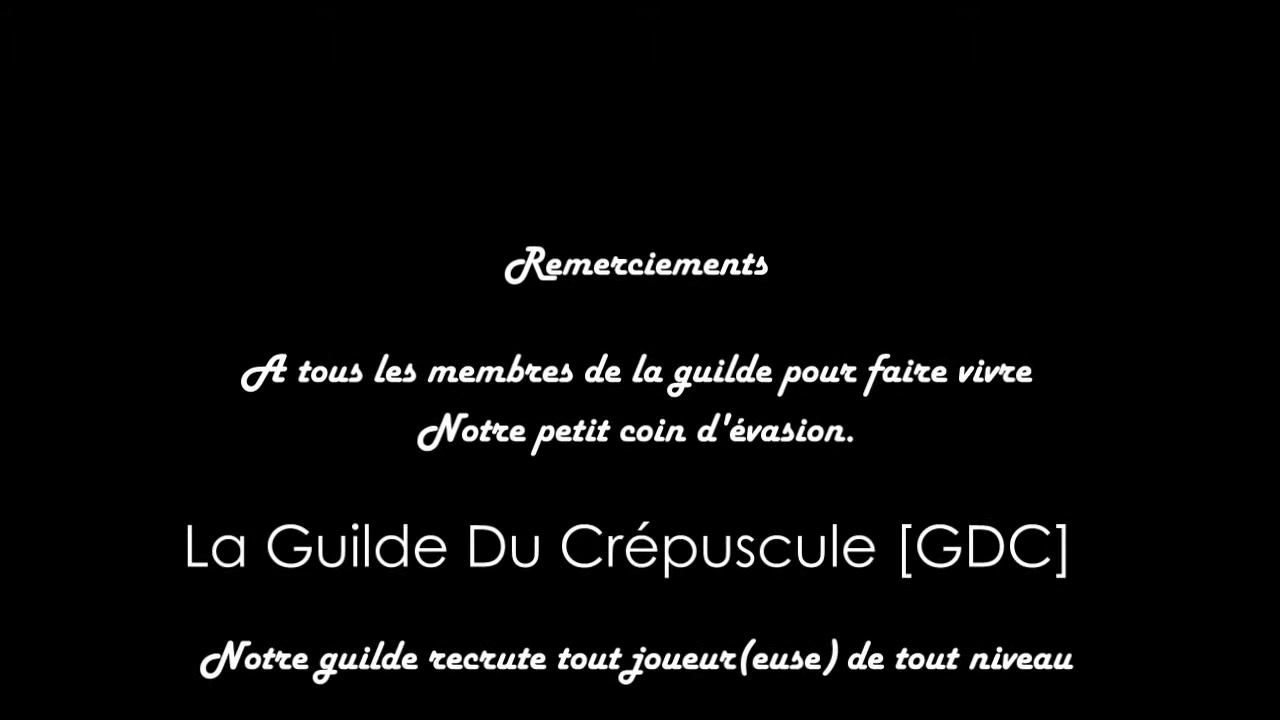 Remerciements
A tous les membres de la guilde pour faire vivre
Notre petit coin d'évasion.
La Guilde Du Crépuscule [GDC]
Notre guilde recrute tout joueur(euse) de tout niveau